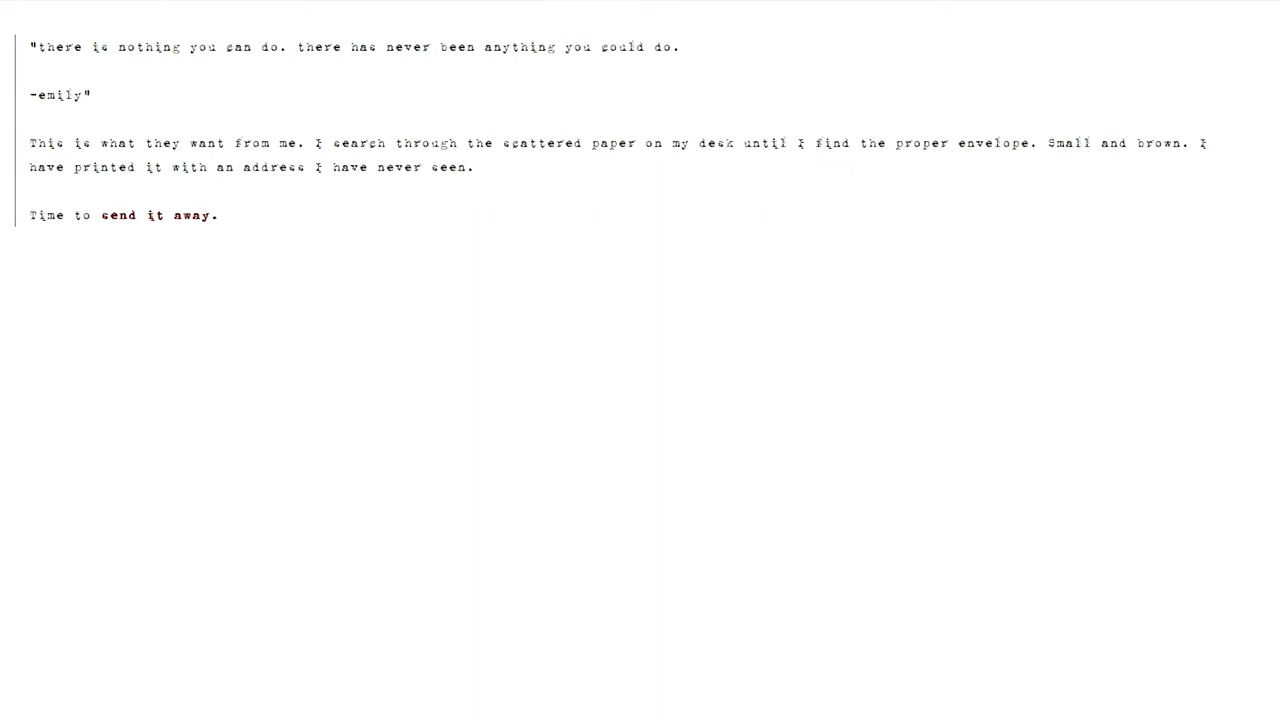 "there is nothing you can do. there has never been anything you could do.
-emily"
This is what they want from me. I search through the scattered paper on my desk until I find the proper envelope. Small and brown. I
have printed it with an address I have never seen.
Time to send it away.